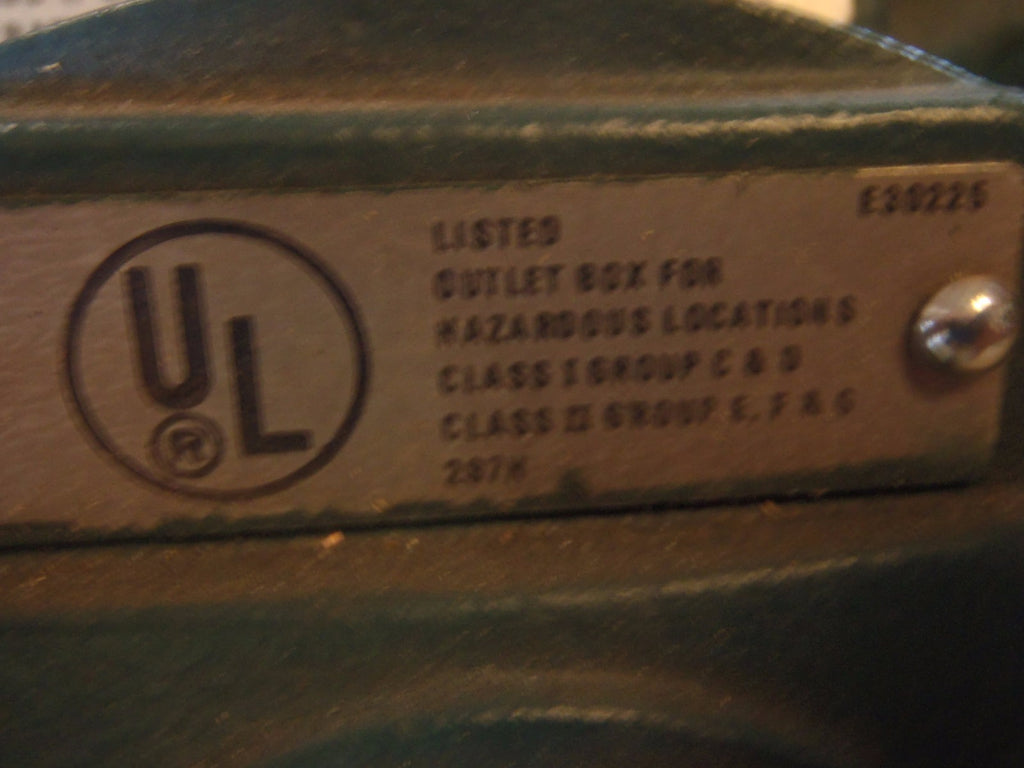 E30225
UL
®
LISTED
OUTLET BOX FOR
HAZARDOUS LOCATIONS
CLASS I GROUP C & D
CLASS II GROUP E, F & G
287H